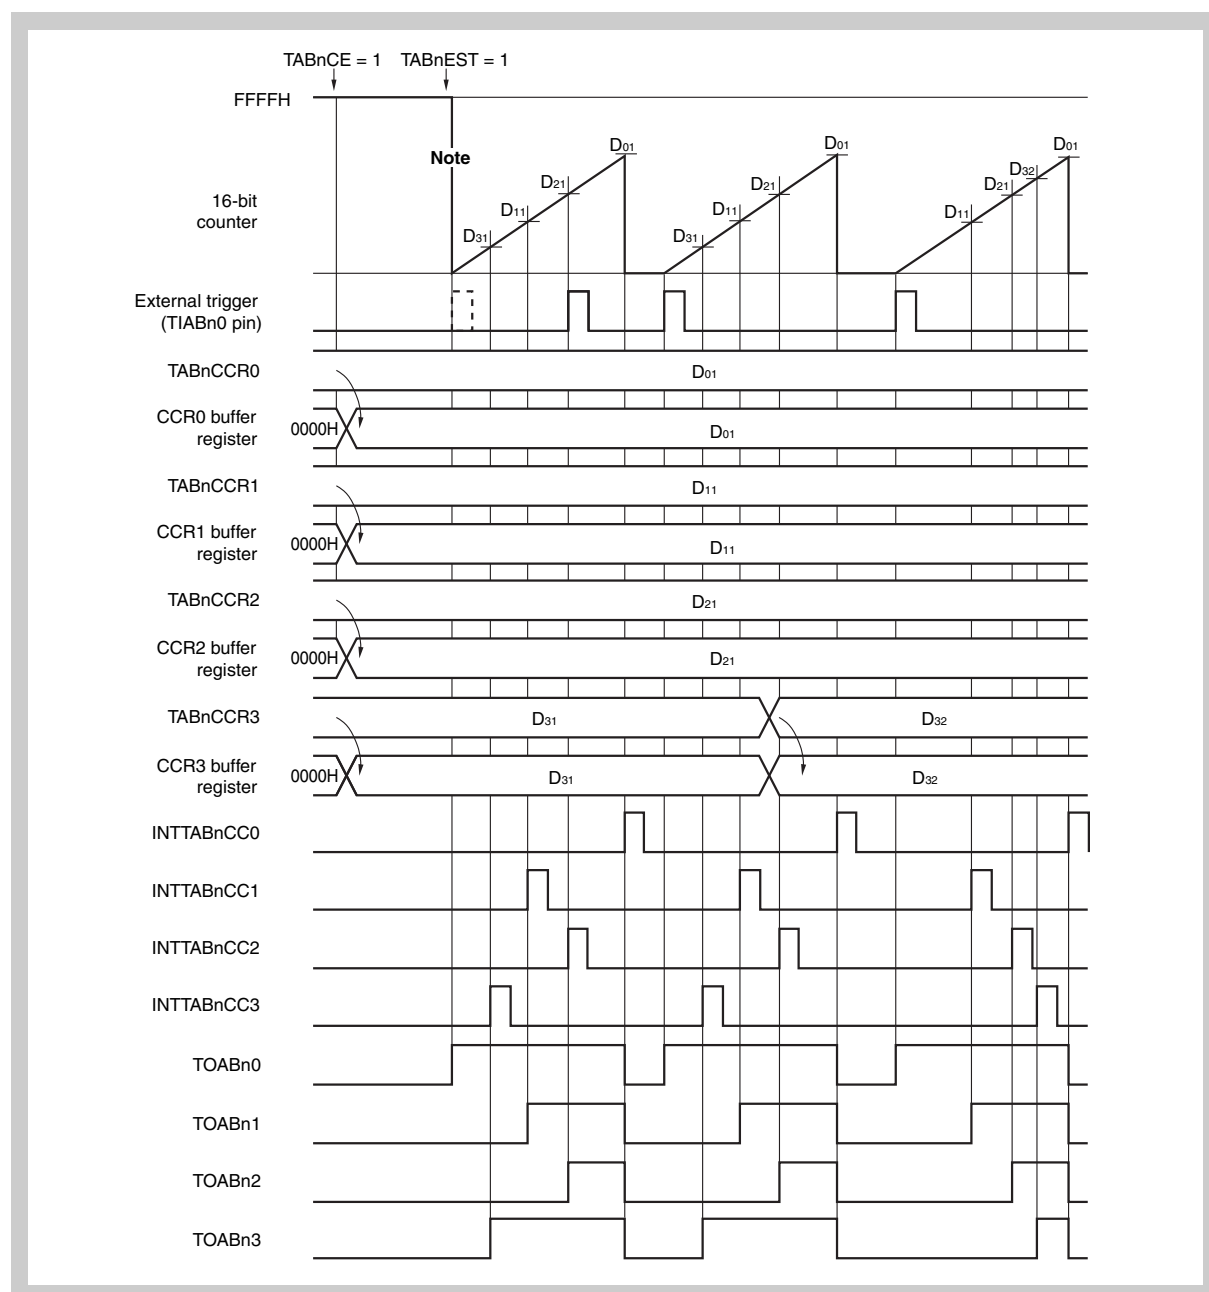 TABnCE = 1 TABnEST = 1
FFFFH
Note
D01 D01 D01
D32
D21 D21 D21
16-bit
counter
D11 D11 D11
D31 D31
External trigger
(TIABn0 pin)
TABnCCR0
D01
CCR0 buffer
register
0000H
D01
TABnCCR1
D11
CCR1 buffer
register
0000H
D11
TABnCCR2
D21
CCR2 buffer
register
0000H
D21
TABnCCR3
D31 D32
CCR3 buffer
register
0000H
D31 D32
INTTABnCC0
INTTABnCC1
INTTABnCC2
INTTABnCC3
TOABn0
TOABn1
TOABn2
TOABn3